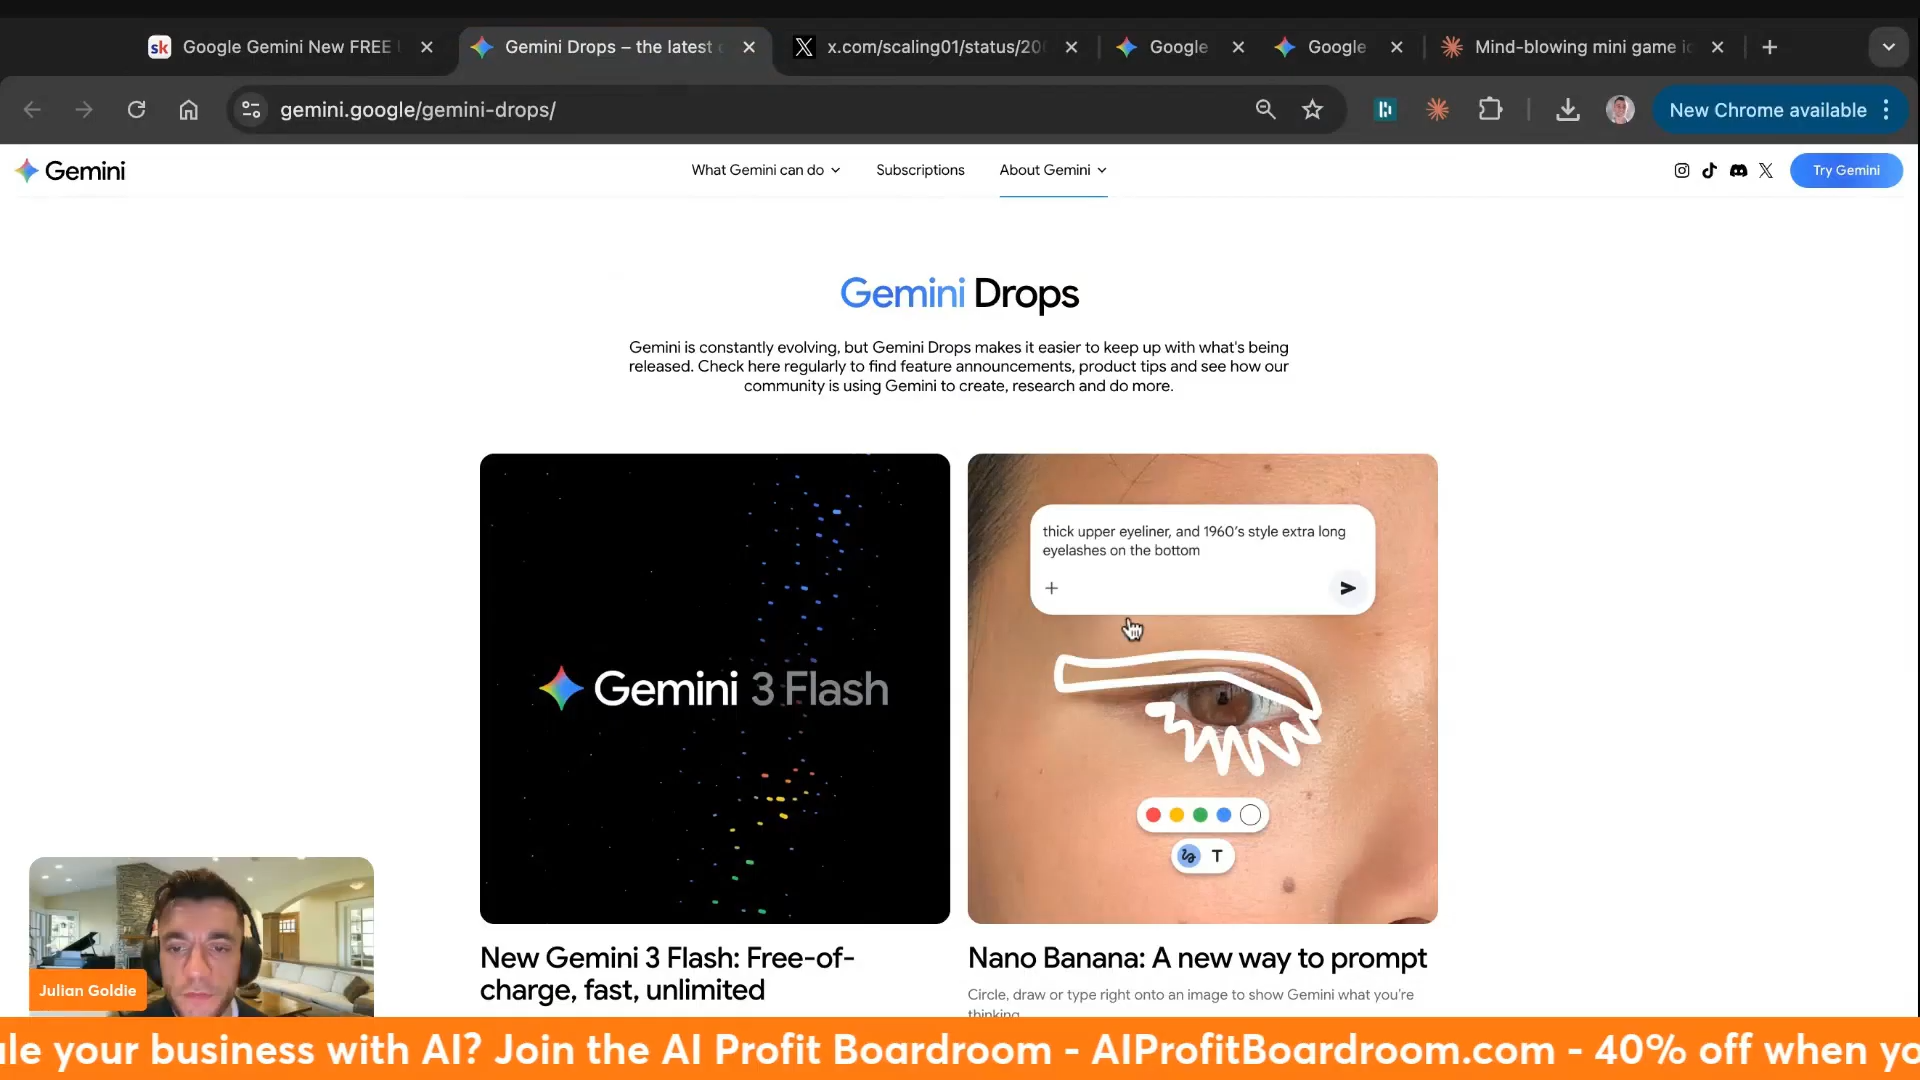 sk Google Gemini New FREE
Gemini Drops – the latest
x.com/scaling01/status/20
Google
Google
Mind-blowing mini game
gemini.google/gemini-drops/
New Chrome available
Gemini
What Gemini can do
Subscriptions
About Gemini
Try Gemini
Gemini Drops
Gemini is constantly evolving, but Gemini Drops makes it easier to keep up with what's being
released. Check here regularly to find feature announcements, product tips and see how our
community is using Gemini to create, research and do more.
Gemini 3 Flash
thick upper eyeliner, and 1960's style extra long
eyelashes on the bottom
T
New Gemini 3 Flash: Free-of-
charge, fast, unlimited
Nano Banana: A new way to prompt
Circle, draw or type right onto an image to show Gemini what you're
thinking
Julian Goldie
le your business with AI? Join the AI Profit Boardroom - AIProfitBoardroom.com - 40% off when yo